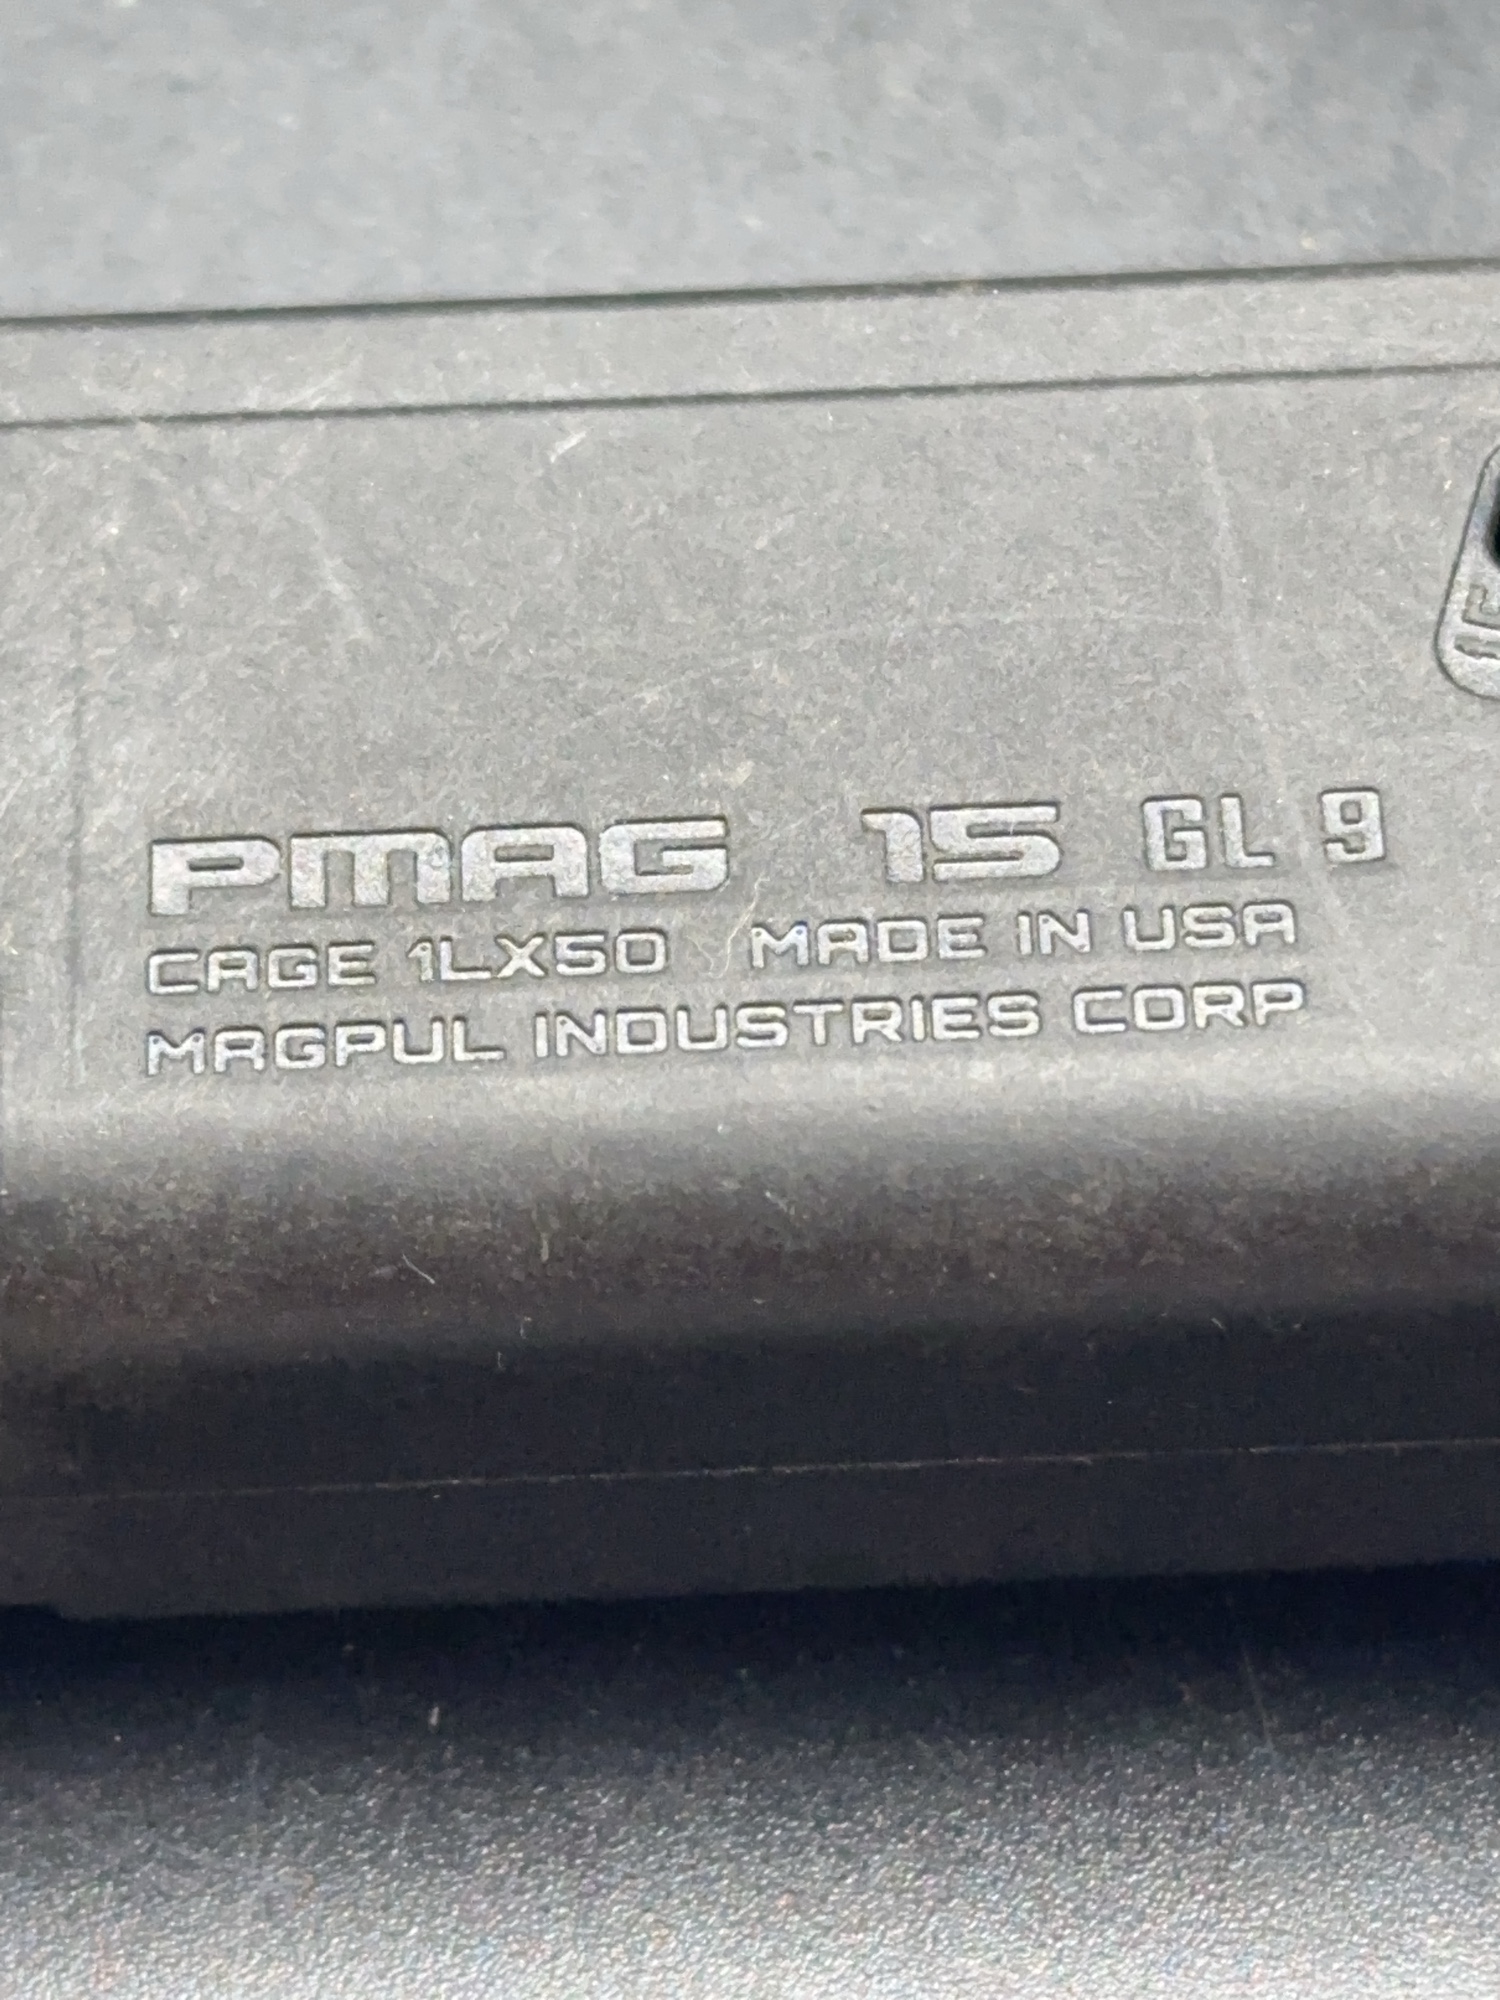 PMAG 15 GL 9
CAGE 1LX50 MADE IN USA
MAGPUL INDUSTRIES CORP